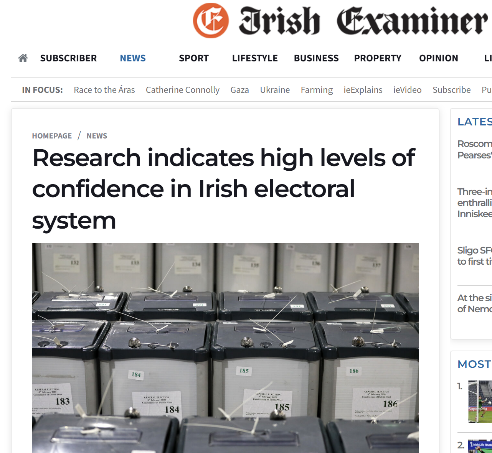 Irish Examiner
SUBSCRIBER NEWS SPORT LIFESTYLE BUSINESS PROPERTY OPINION
IN FOCUS: Race to the Áras Catherine Connolly Gaza Ukraine Farming ieExplains ieVideo Subscribe Pu
HOMEPAGE / NEWS
Research indicates high levels of
confidence in Irish electoral
system
184 185 186
183 184 185 186
LATES
Roscom
Pearses'
Three-in
enthralli
Inniskee
Sligo SF
to first ti
At the si
of Nemo
MOST
1.
2.